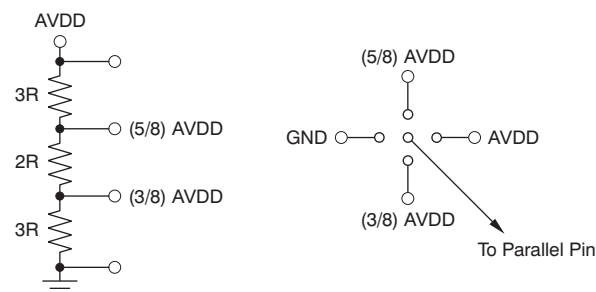 AVDD
3R
(5/8) AVDD
2R
(3/8) AVDD
3R
(5/8) AVDD
GND
AVDD
(3/8) AVDD
To Parallel Pin